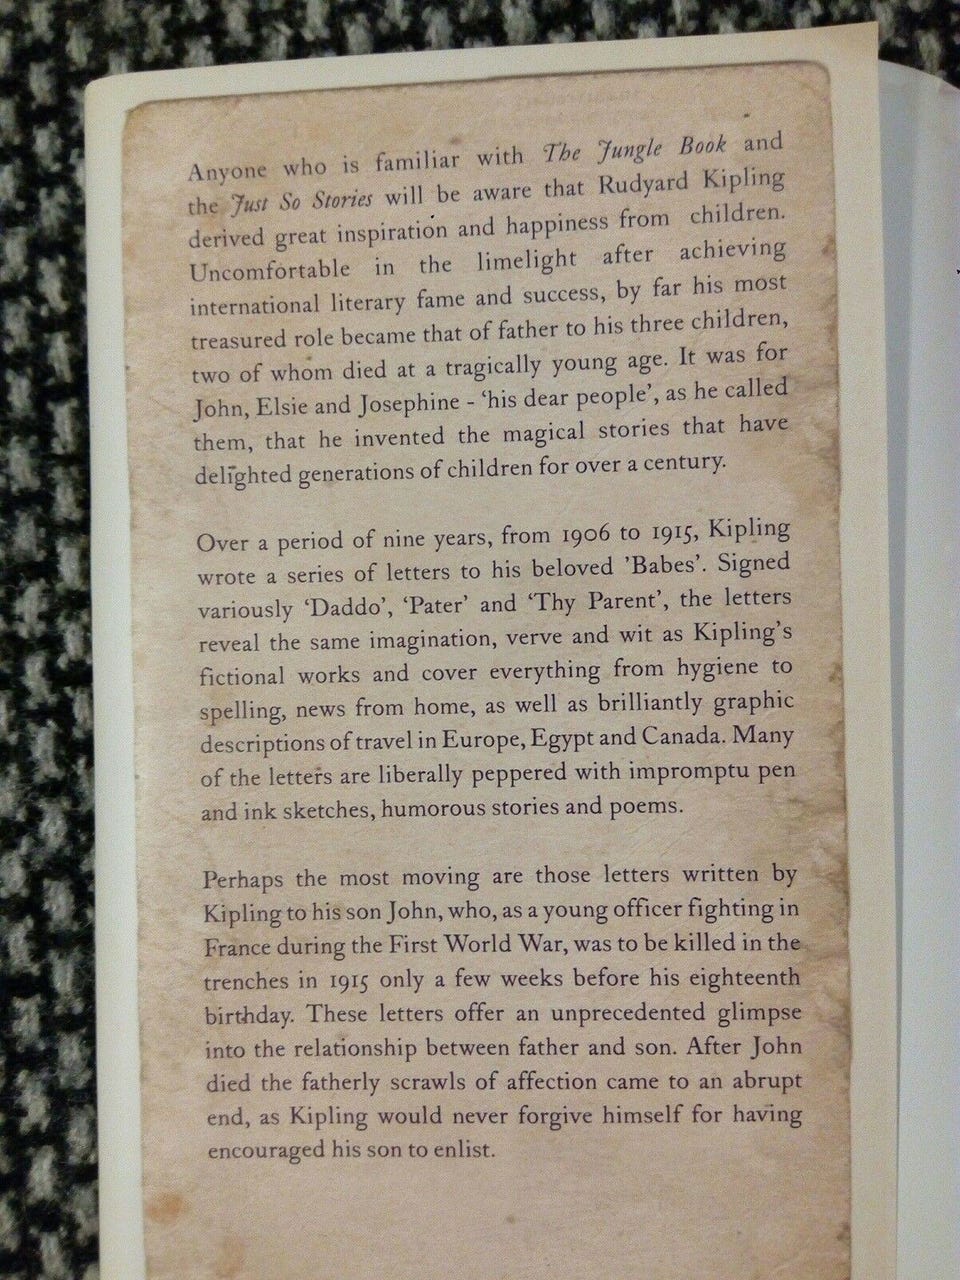 Anyone who is familiar with The Jungle Book and
the Just So Stories will be aware that Rudyard Kipling
derived great inspiration and happiness from children.
Uncomfortable in the limelight after achieving
international literary fame and success, by far his most
treasured role became that of father to his three children,
two of whom died at a tragically young age. It was for
John, Elsie and Josephine - ‘his dear people’, as he called
them, that he invented the magical stories that have
delighted generations of children for over a century.

Over a period of nine years, from 1906 to 1915, Kipling
wrote a series of letters to his beloved ’Babes’. Signed
variously ‘Daddo’, ‘Pater’ and ‘Thy Parent’, the letters
reveal the same imagination, verve and wit as Kipling’s
fictional works and cover everything from hygiene to
spelling, news from home, as well as brilliantly graphic
descriptions of travel in Europe, Egypt and Canada. Many
of the letters are liberally peppered with impromptu pen
and ink sketches, humorous stories and poems.

Perhaps the most moving are those letters written by
Kipling to his son John, who, as a young officer fighting in
France during the First World War, was to be killed in the
trenches in 1915 only a few weeks before his eighteenth
birthday. These letters offer an unprecedented glimpse
into the relationship between father and son. After John
died the fatherly scrawls of affection came to an abrupt
end, as Kipling would never forgive himself for having
encouraged his son to enlist.